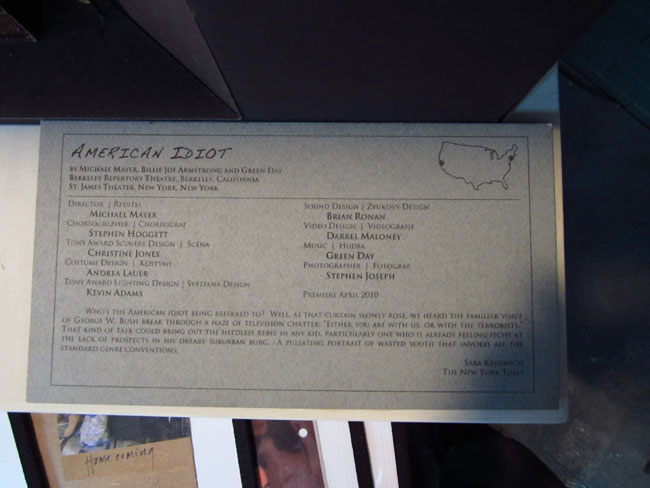 AMERICAN IDIOT
BY MICHAEL MAYER, BILLIE JOE ARMSTRONG AND GREEN DAY
BERKELEY REPERTORY THEATRE, BERKELEY, CALIFORNIA
ST. JAMES THEATER, NEW YORK, NEW YORK
DIRECTOR | REDITEL
MICHAEL MAYER
CHOREOGRAPHER | CHOREOGRAF
STEPHEN HOGGETT
TONY AWARD SCENERY DESIGN | SCÉNA
CHRISTINE JONES
COSTUME DESIGN | KOSTYMY
ANDREA LAUER
TONY AWARD LIGHTING DESIGN | SVETELNA DESIGN
KEVIN ADAMS
SOUND DESIGN | ZVUKOVY DESIGN
BRIAN RONAN
VIDEO DESIGN | VIDEOGRAFIE
DARREL MALONEY
MUSIC | HUDBA
GREEN DAY
PHOTOGRAPHER | FOTOGRAF
STEPHEN JOSEPH
PREMIERE APRIL 2010
WHO'S THE AMERICAN IDIOT BEING REFERRED TO? WELL, AS THAT CURTAIN SLOWLY ROSE, WE HEARD THE FAMILIAR VOICE
OF GEORGE W. BUSH BREAK THROUGH A HAZE OF TELEVISION CHATTER: "EITHER YOU ARE WITH US, OR WITH THE TERRORISTS."
THAT KIND OF TALK COULD BRING OUT THE HEEDLESS REBEL IN ANY KID, PARTICULARLY ONE WHO IS ALREADY FEELING ITCHY AT
THE LACK OF PROSPECTS IN HIS DREARY SUBURBAN BURG. A PULSATING PORTRAIT OF WASTED YOUTH THAT INVOKES ALL THE
STANDARD GENRE CONVENTIONS.
SARA
THE NEW YORK TIMES
Homecoming